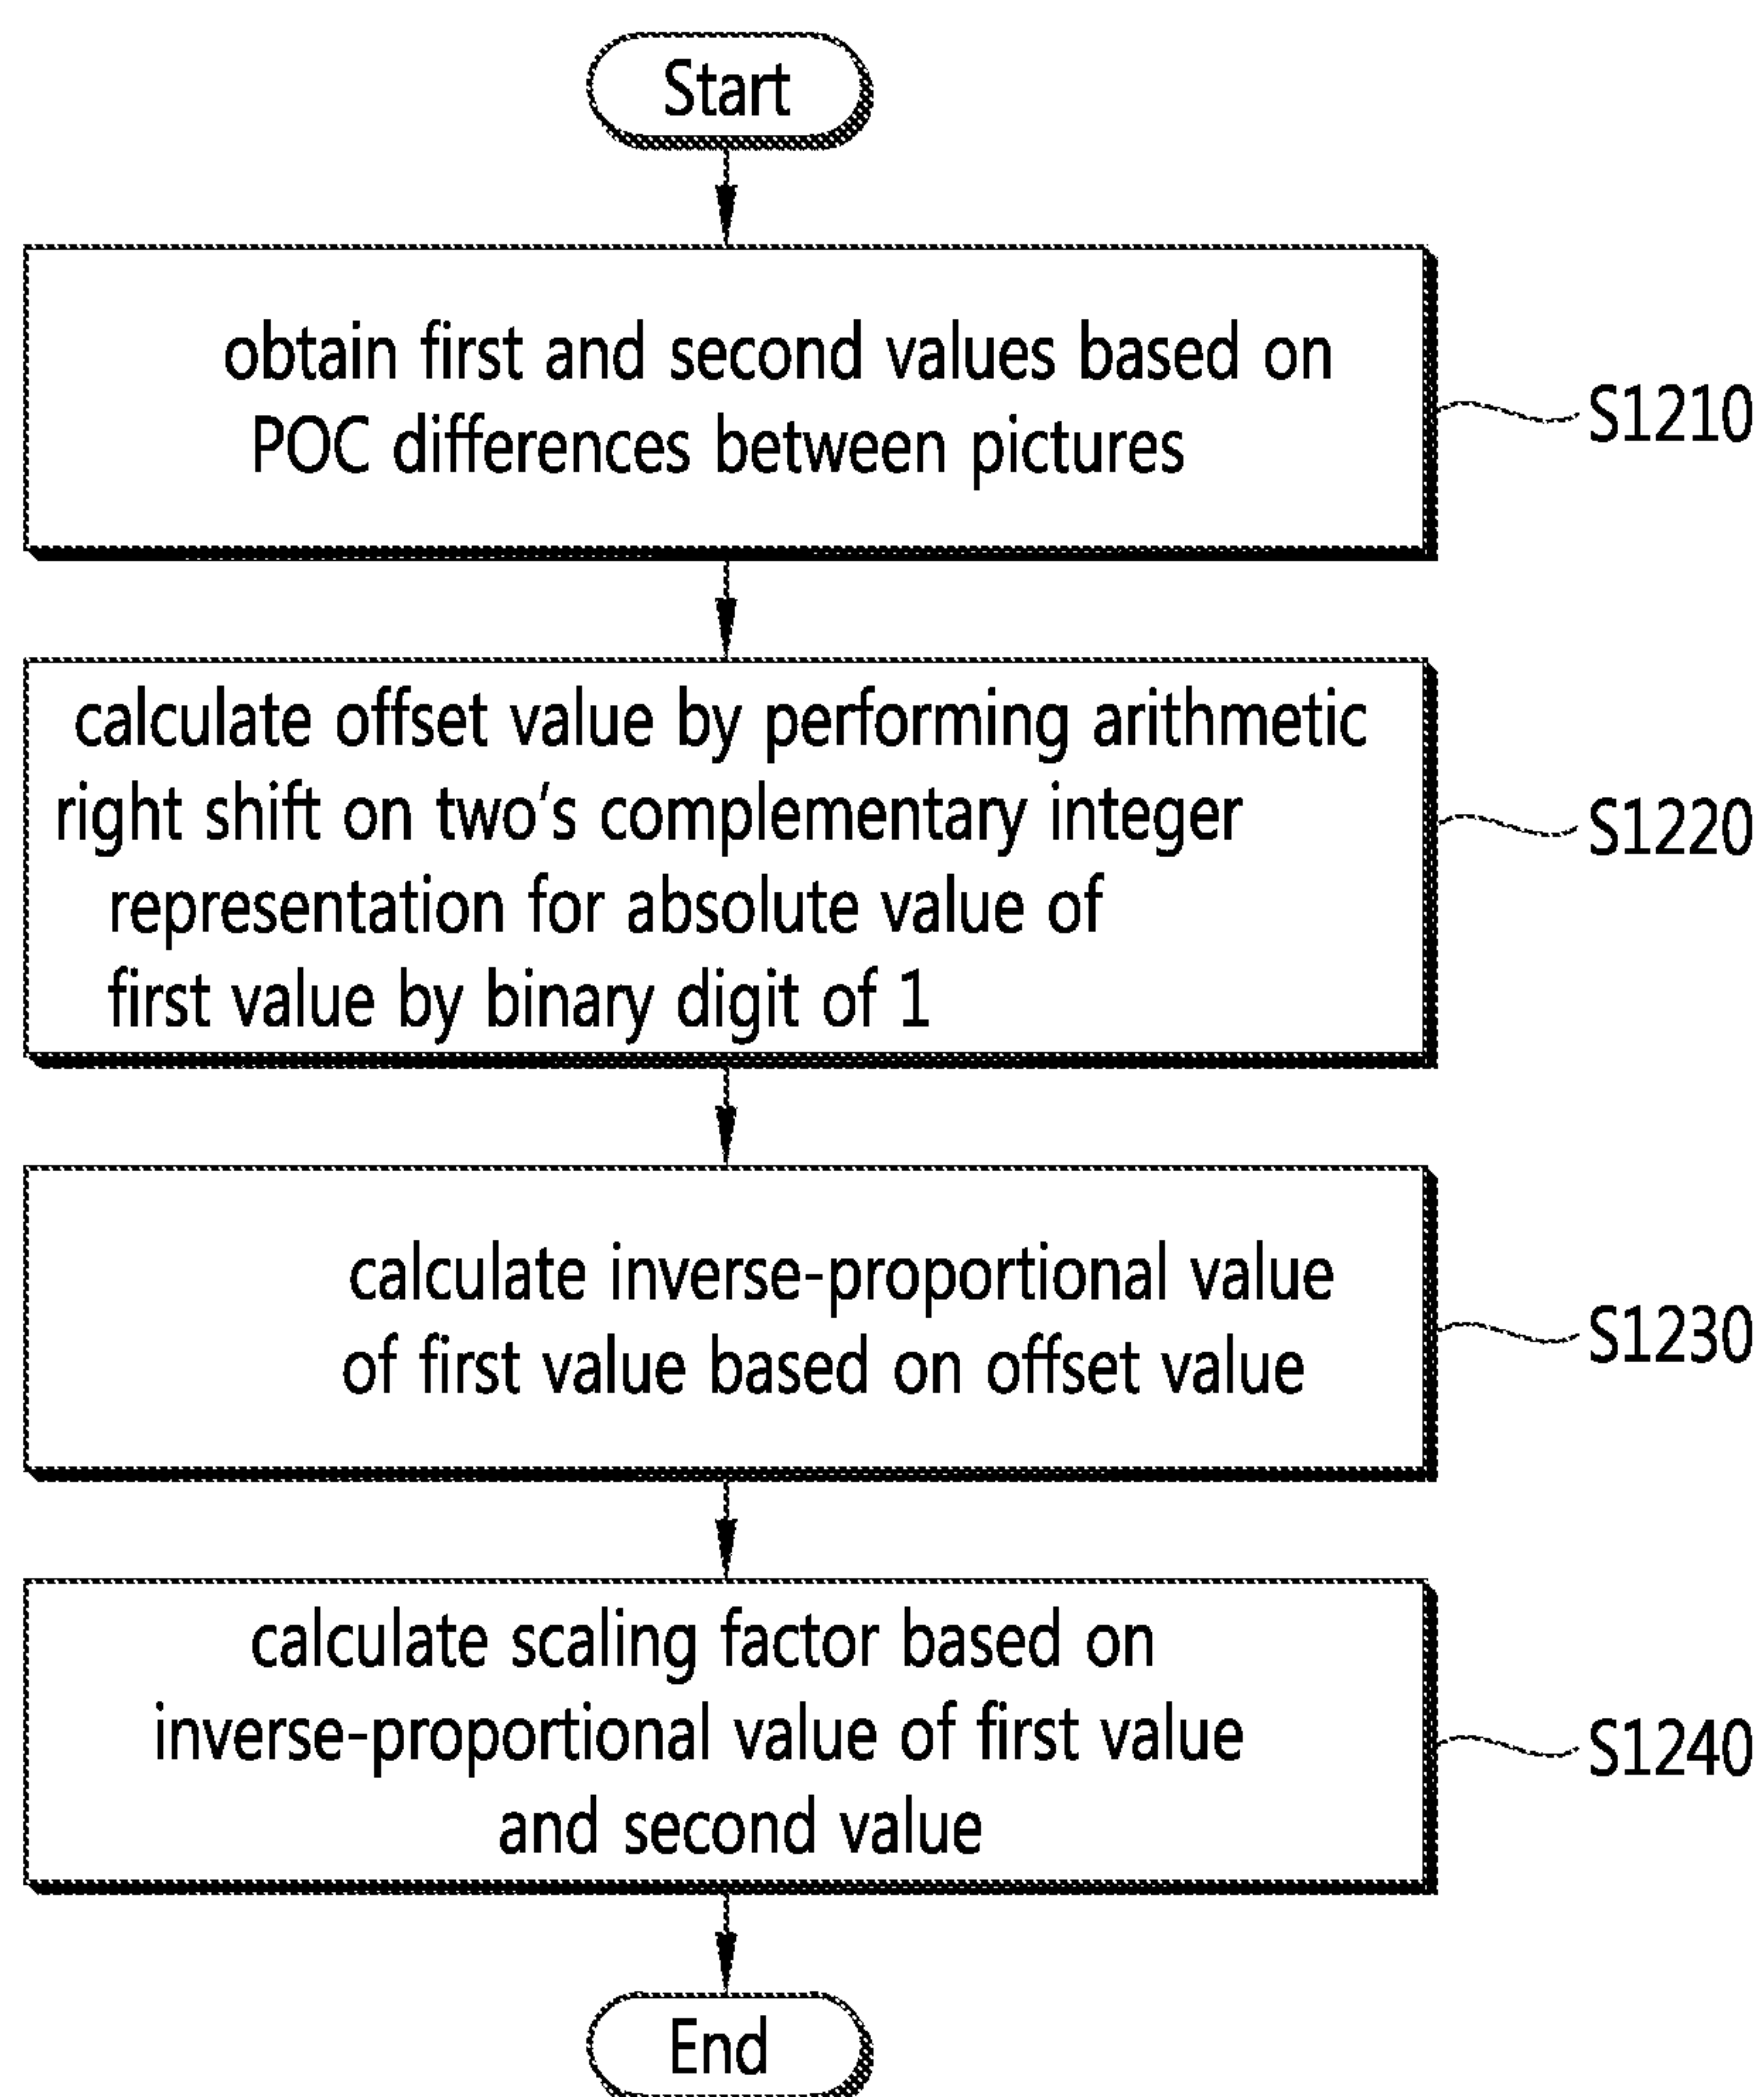 Start
obtain first and second values based on
POC differences between pictures
S1210
calculate offset value by performing arithmetic
right shift on two's complementary integer
representation for absolute value of
first value by binary digit of 1
S1220
calculate inverse-proportional value
of first value based on offset value
S1230
calculate scaling factor based on
inverse-proportional value of first value
and second value
S1240
End